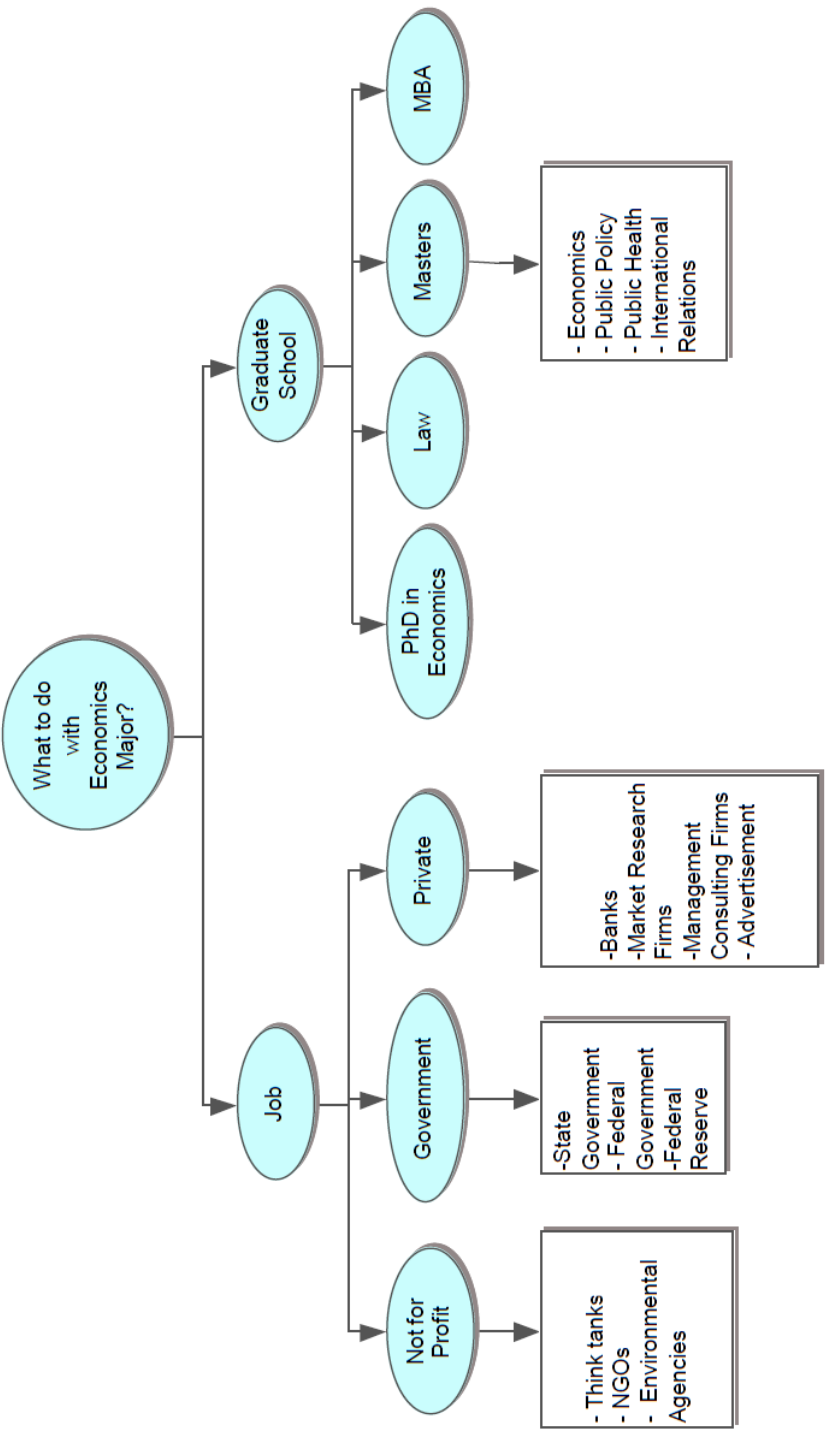 What to do
with
Economics
Major?
Job
Graduate
School
Not for
Profit
Government
Private
PhD in
Economics
Law
Masters
MBA
- Think tanks
- NGOs
- Environmental
Agencies
-State
Government
- Federal
Government
-Federal
Reserve
-Banks
-Market Research
Firms
-Management
Consulting Firms
- Advertisement
- Economics
- Public Policy
- Public Health
- International
Relations